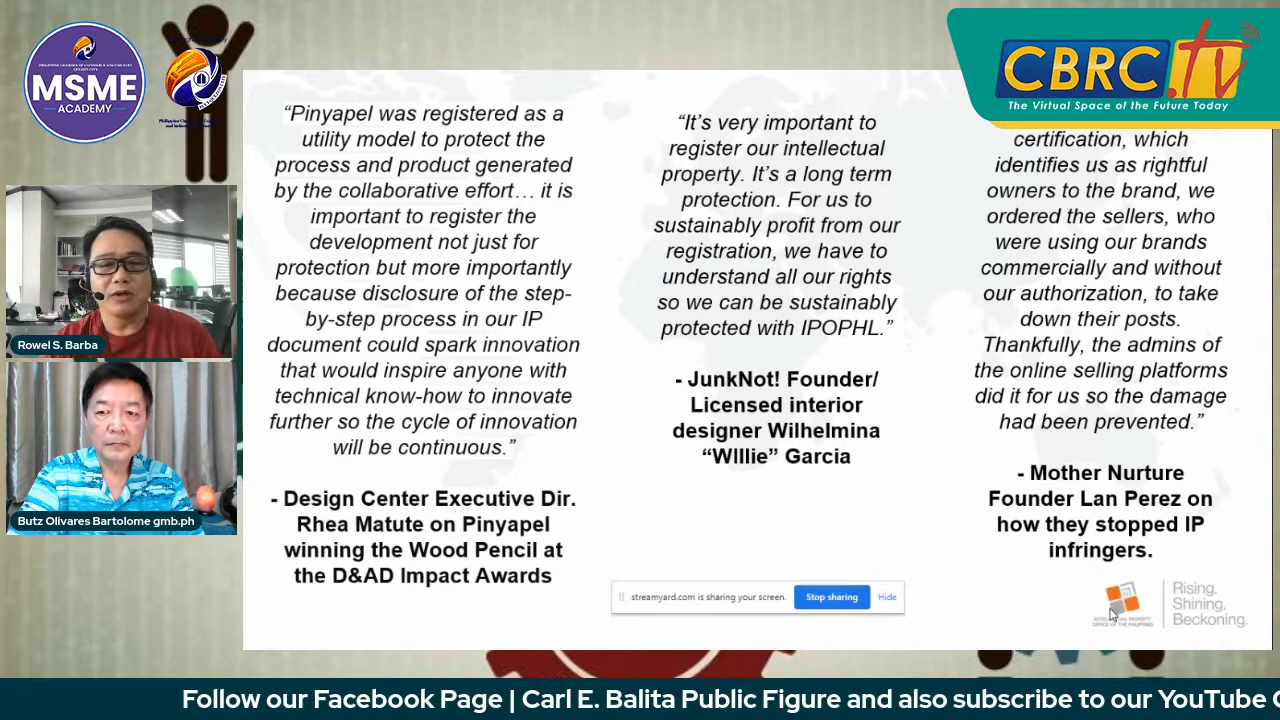 MSME
ACADEMY
CBRC.tv
The Virtual Space of the Future Today
“Pinyapel was registered as a
utility model to protect the
process and product generated
by the collaborative effort… it is
important to register the
development not just for
protection but more importantly
because disclosure of the step-
by-step process in our IP
document could spark innovation
that would inspire anyone with
technical know-how to innovate
further so the cycle of innovation
will be continuous.”
- Design Center Executive Dir.
Rhea Matute on Pinyapel
winning the Wood Pencil at
the D&AD Impact Awards
“It’s very important to
register our intellectual
property. It’s a long term
protection. For us to
sustainably profit from our
registration, we have to
understand all our rights
so we can be sustainably
protected with IPOPHL.”
- JunkNot! Founder/
Licensed interior
designer Wilhelmina
“WIllie” Garcia
certification, which
identifies us as rightful
owners to the brand, we
ordered the sellers, who
were using our brands
commercially and without
our authorization, to take
down their posts.
Thankfully, the admins of
the online selling platforms
did it for us so the damage
had been prevented.”
- Mother Nurture
Founder Lan Perez on
how they stopped IP
infringers.
Rowel S. Barba
Butz Olivares Bartolome gmb.ph
streamyard.com is sharing your screen.
Stop sharing
Hide
INTELLECTUAL PROPERTY
OFFICE OF THE PHILIPPINES
Rising.
Shining.
Beckoning.
Follow our Facebook Page | Carl E. Balita Public Figure and also subscribe to our YouTube